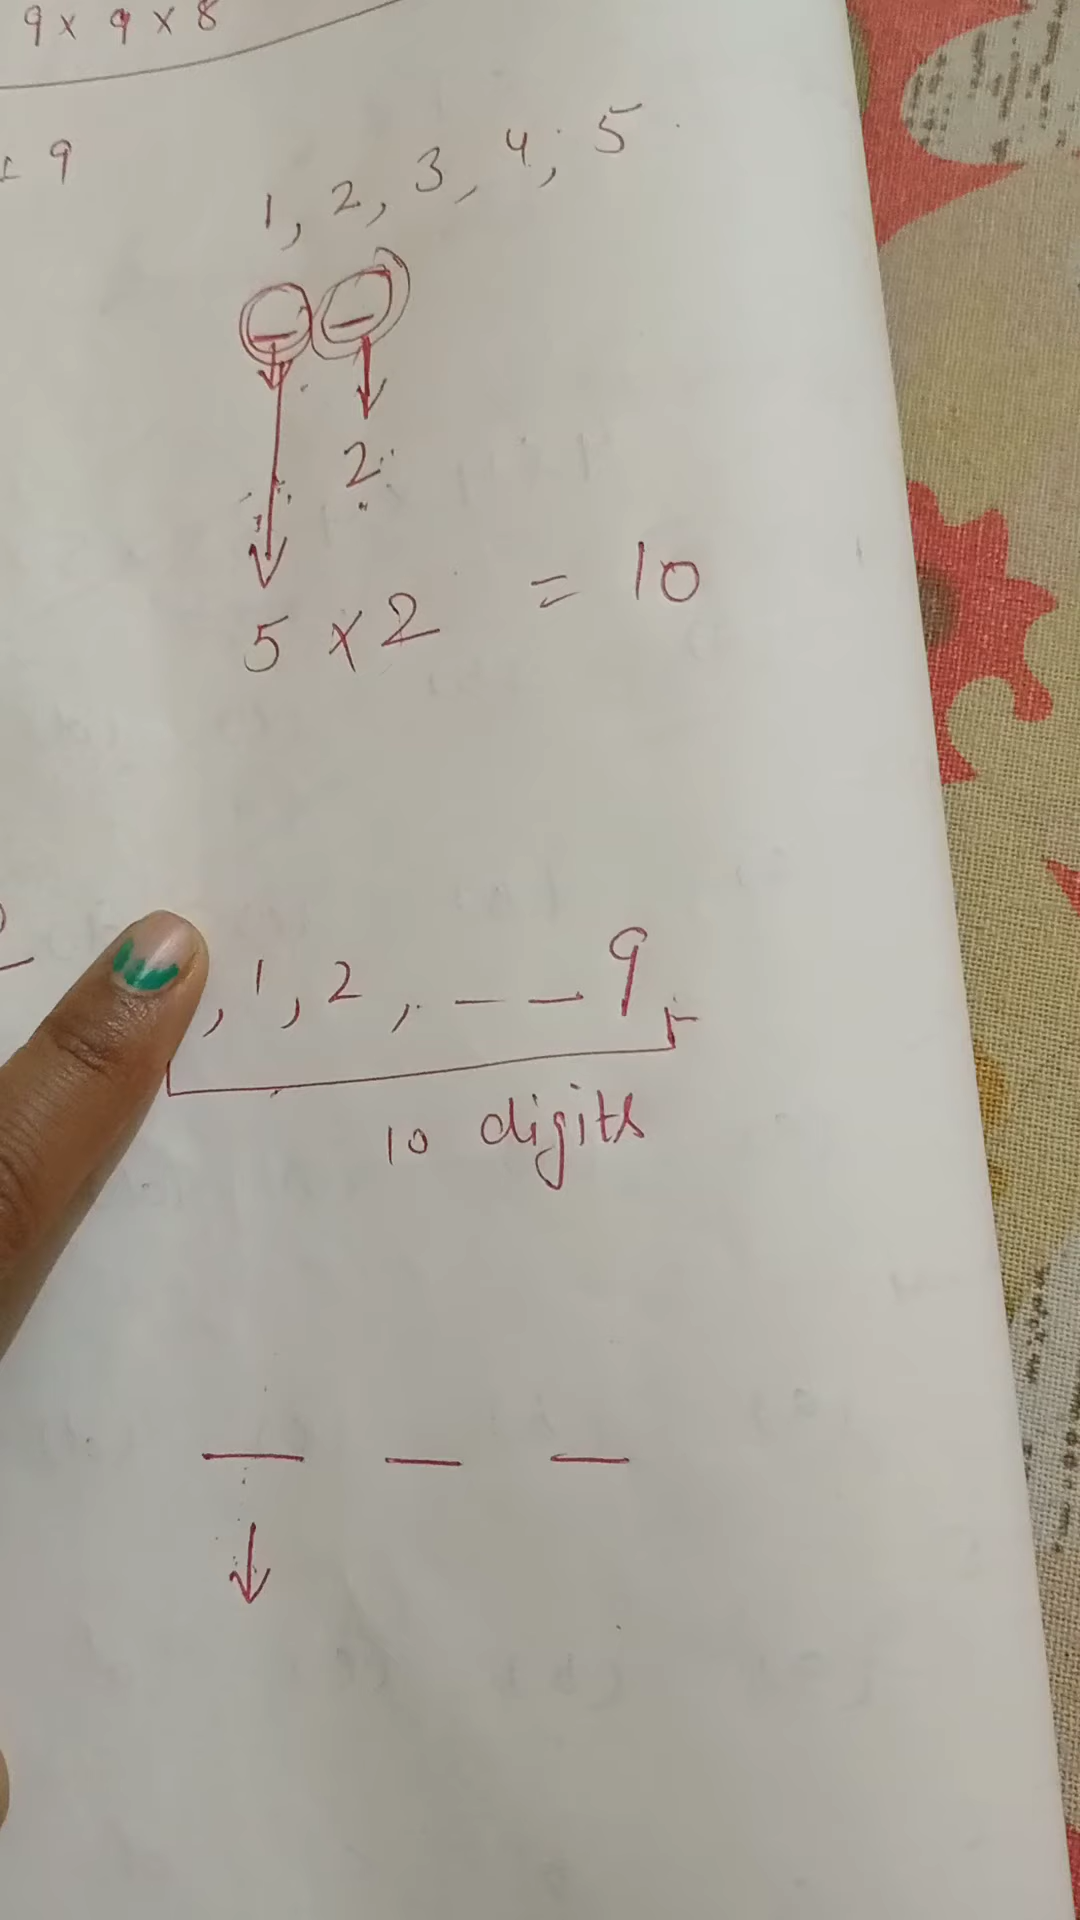 9 x 9 x 8
9
1, 2, 3, 4, 5
2
5 x 2 = 10
, 1, 2, - - 9
10 digits